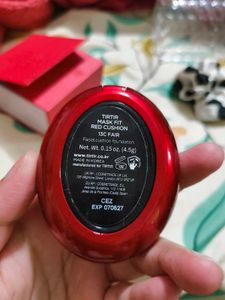 TIRTIR
MASK FIT
RED CUSHION
13C FAIR
Facial cushion foundation
Net. Wt. 0.15 oz. (4.5g)
www.tirtir.co.kr
MADE IN KOREA
Manufactured for TIRTIR
CEZ
EXP 070627